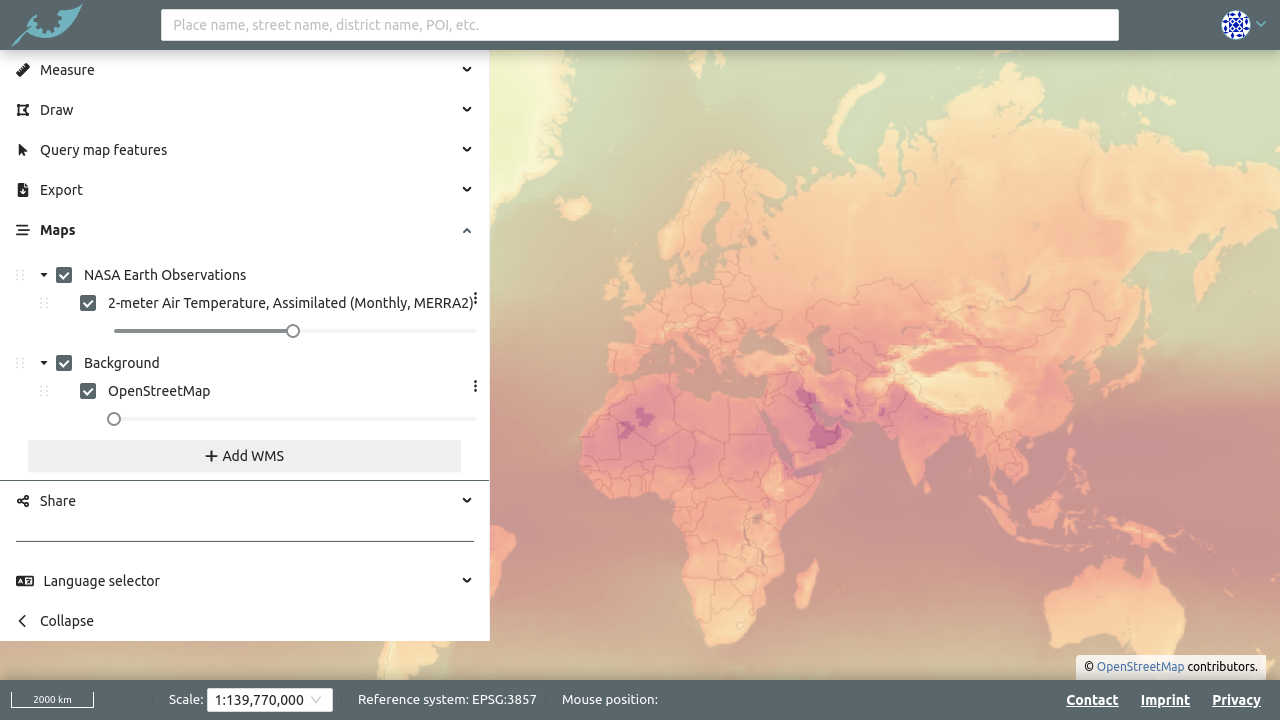 Place name, street name, district name, POI, etc.
Measure
Draw
Query map features
Export
Maps
NASA Earth Observations
2-meter Air Temperature, Assimilated (Monthly, MERRA2)
Background
OpenStreetMap
Add WMS
Share
Language selector
Collapse
© OpenStreetMap contributors.
2000 km
Scale: 1:139,770,000
Reference system: EPSG:3857
Mouse position:
Contact
Imprint
Privacy